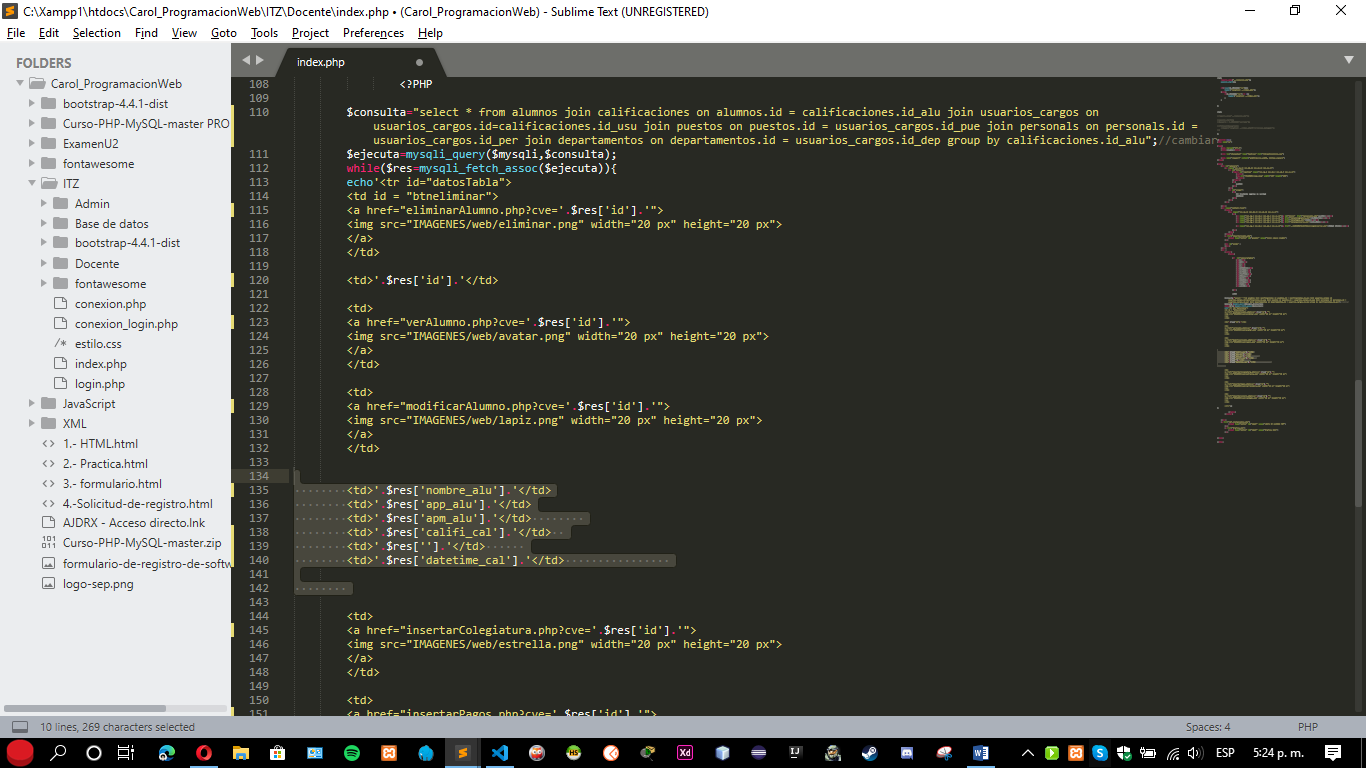 C:\Xampp1\htdocs\Carol_ProgramacionWeb\ITZ\Docente\index.php • (Carol_ProgramacionWeb) - Sublime Text (UNREGISTERED)
File Edit Selection Find View Goto Tools Project Preferences Help
FOLDERS
Carol_ProgramacionWeb
bootstrap-4.4.1-dist
Curso-PHP-MySQL-master PRO
ExamenU2
fontawesome
ITZ
Admin
Base de datos
bootstrap-4.4.1-dist
Docente
fontawesome
conexion.php
conexion_login.php
/* estilo.css
index.php
login.php
JavaScript
XML
<> 1.- HTML.html
<> 2.- Practica.html
<> 3.- formulario.html
<> 4.-Solicitud-de-registro.html
AJDRX - Acceso directo.lnk
Curso-PHP-MySQL-master.zip
formulario-de-registro-de-softw
logo-sep.png
index.php
108 <?PHP
109
110 $consulta="select * from alumnos join calificaciones on alumnos.id = calificaciones.id_alu join usuarios_cargos on
usuarios_cargos.id=calificaciones.id_usu join puestos on puestos.id = usuarios_cargos.id_pue join personals on personals.id =
usuarios_cargos.id_per join departamentos on departamentos.id = usuarios_cargos.id_dep group by calificaciones.id_alu";//cambiar
111 $ejecuta=mysqli_query($mysqli,$consulta);
112 while($res=mysqli_fetch_assoc($ejecuta)){
113 echo'<tr id="datosTabla">
114 <td id = "btneliminar">
115 <a href="eliminarAlumno.php?cve='.$res['id'].'">
116 <img src="IMAGENES/web/eliminar.png" width="20 px" height="20 px">
117 </a>
118 </td>
119
120 <td>'.$res['id'].'</td>
121
122 <td>
123 <a href="verAlumno.php?cve='.$res['id'].'">
124 <img src="IMAGENES/web/avatar.png" width="20 px" height="20 px">
125 </a>
126 </td>
127
128 <td>
129 <a href="modificarAlumno.php?cve='.$res['id'].'">
130 <img src="IMAGENES/web/lapiz.png" width="20 px" height="20 px">
131 </a>
132 </td>
133
134
135 <td>'.$res['nombre_alu'].'</td>
136 <td>'.$res['app_alu'].'</td>
137 <td>'.$res['apm_alu'].'</td>
138 <td>'.$res['califi_cal'].'</td>
139 <td>'.$res[''].'</td>
140 <td>'.$res['datetime_cal'].'</td>
141
142
143
144 <td>
145 <a href="insertarColegiatura.php?cve='.$res['id'].'">
146 <img src="IMAGENES/web/estrella.png" width="20 px" height="20 px">
147 </a>
148 </td>
149
150 <td>
151 <a href="insertarPagos.php?cve='.$res['id'].'">
10 lines, 269 characters selected
Spaces: 4 PHP
ESP 5:24 p. m.